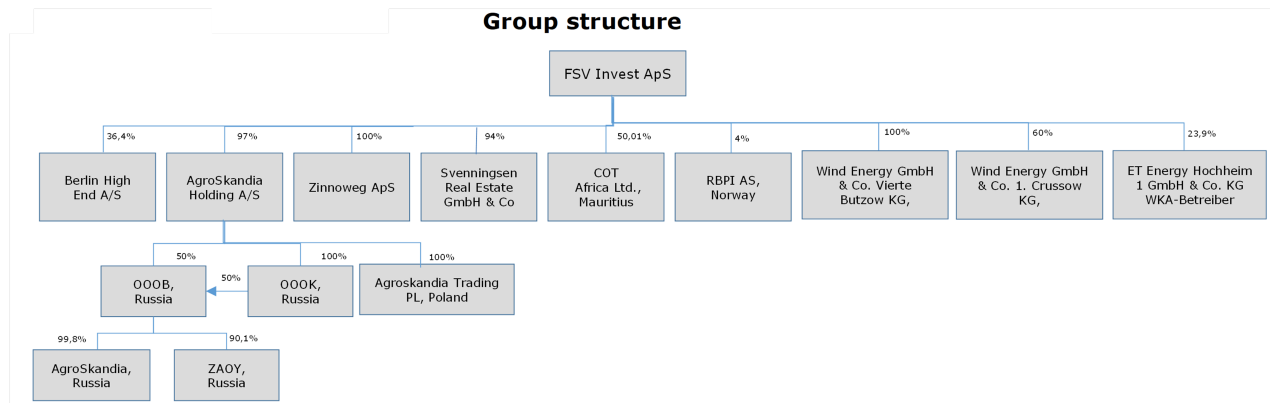 Group structure
FSV Invest ApS
36,4%
97%
100%
94%
50,01%
4%
100%
60%
23,9%
Berlin High
End A/S
AgroSkandia
Holding A/S
Zinnoweg ApS
Svenningsen
Real Estate
GmbH & Co
COT
Africa Ltd.,
Mauritius
RBPI AS,
Norway
Wind Energy GmbH
& Co. Vierte
Butzow KG,
Wind Energy GmbH
& Co. 1. Crussow
KG,
ET Energy Hochheim
1 GmbH & Co. KG
WKA-Betreiber
50%
100%
100%
OOOB,
Russia
50%
OOOK,
Russia
Agroskandia Trading
PL, Poland
99,8%
90,1%
AgroSkandia,
Russia
ZAOY,
Russia